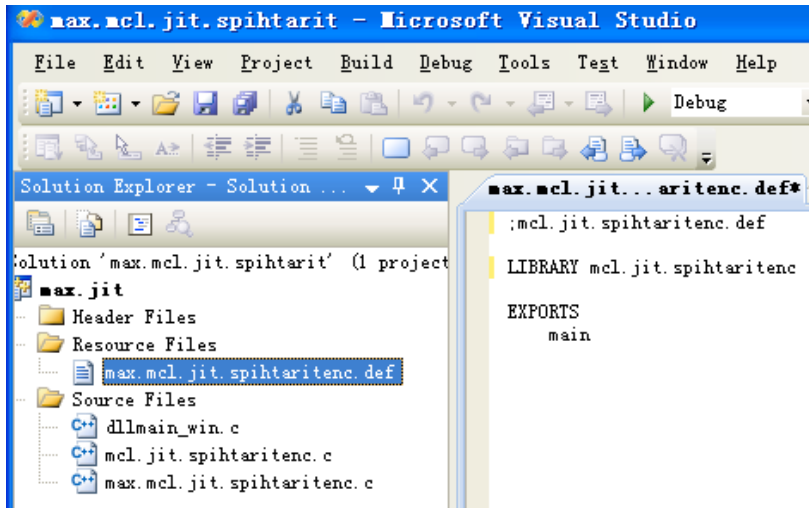 max.mcl.jit.spihtarit - Microsoft Visual Studio
File Edit View Project Build Debug Tools Test Window Help
Debug
Solution Explorer - Solution ...
max.mcl.jit...aritenc.def*
;mcl.jit.spihtaritenc.def
olution 'max.mcl.jit.spihtarit' (1 project
LIBRARY mcl.jit.spihtaritenc
max.jit
Header Files
EXPORTS
main
Resource Files
max.mcl.jit.spihtaritenc.def
Source Files
dllmain_win.c
mcl.jit.spihtaritenc.c
max.mcl.jit.spihtaritenc.c